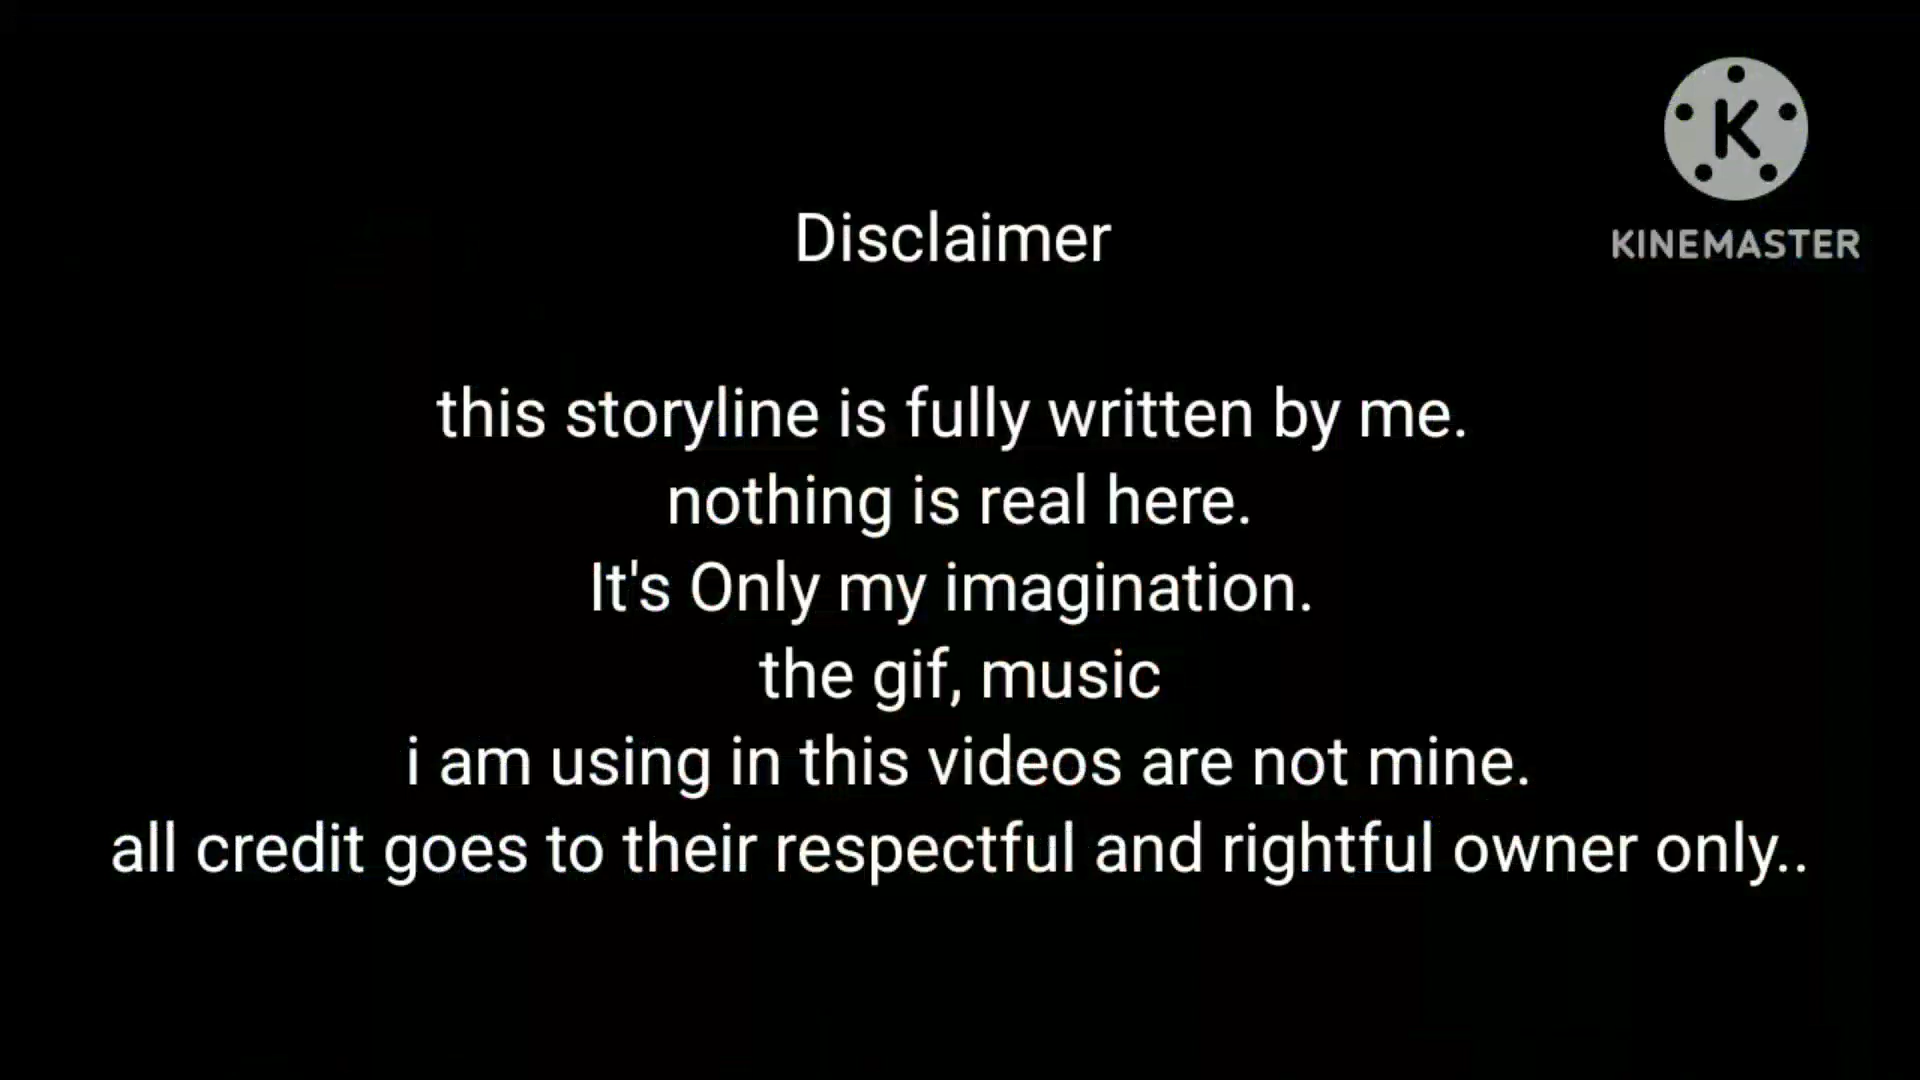 K
KINEMASTER
Disclaimer
this storyline is fully written by me.
nothing is real here.
It's Only my imagination.
the gif, music
i am using in this videos are not mine.
all credit goes to their respectful and rightful owner only..